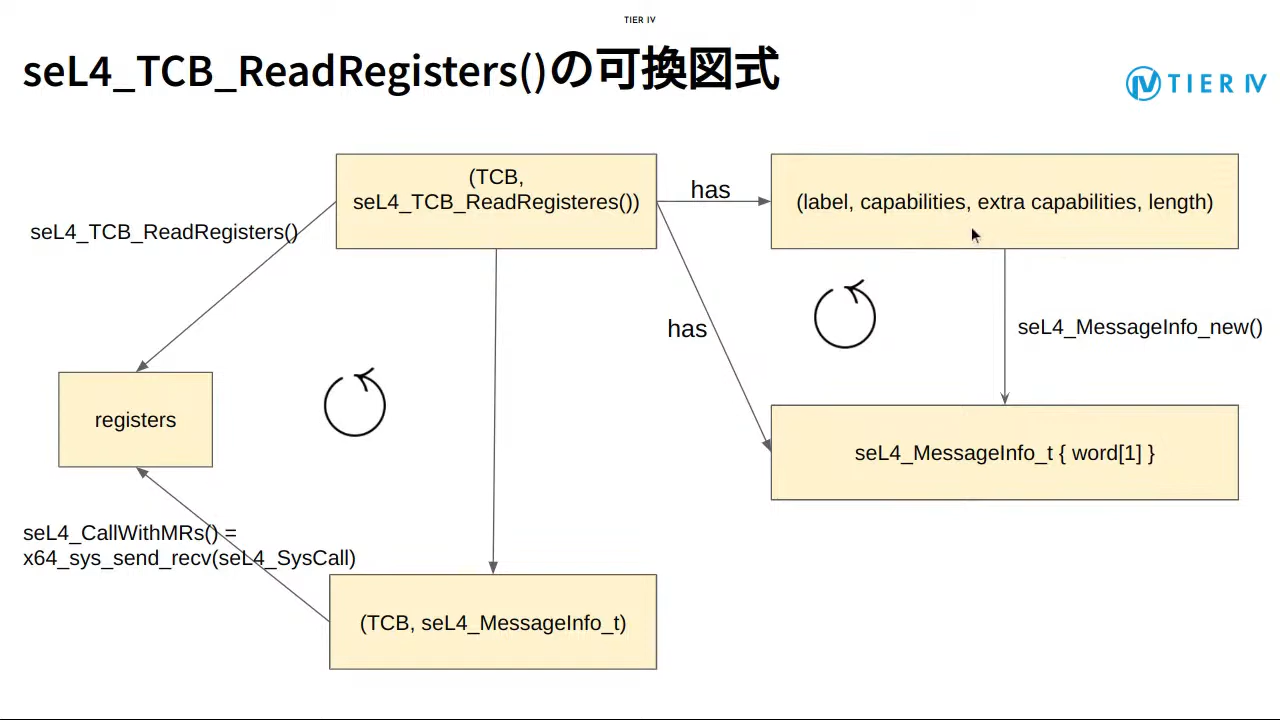 TIER IV
seL4_TCB_ReadRegisters()の可換図式
TIER IV
(TCB,
seL4_TCB_ReadRegisteres())
has
(label, capabilities, extra capabilities, length)
seL4_TCB_ReadRegisters()
has
seL4_MessageInfo_new()
registers
seL4_MessageInfo_t { word[1] }
seL4_CallWithMRs() =
x64_sys_send_recv(seL4_SysCall)
(TCB, seL4_MessageInfo_t)